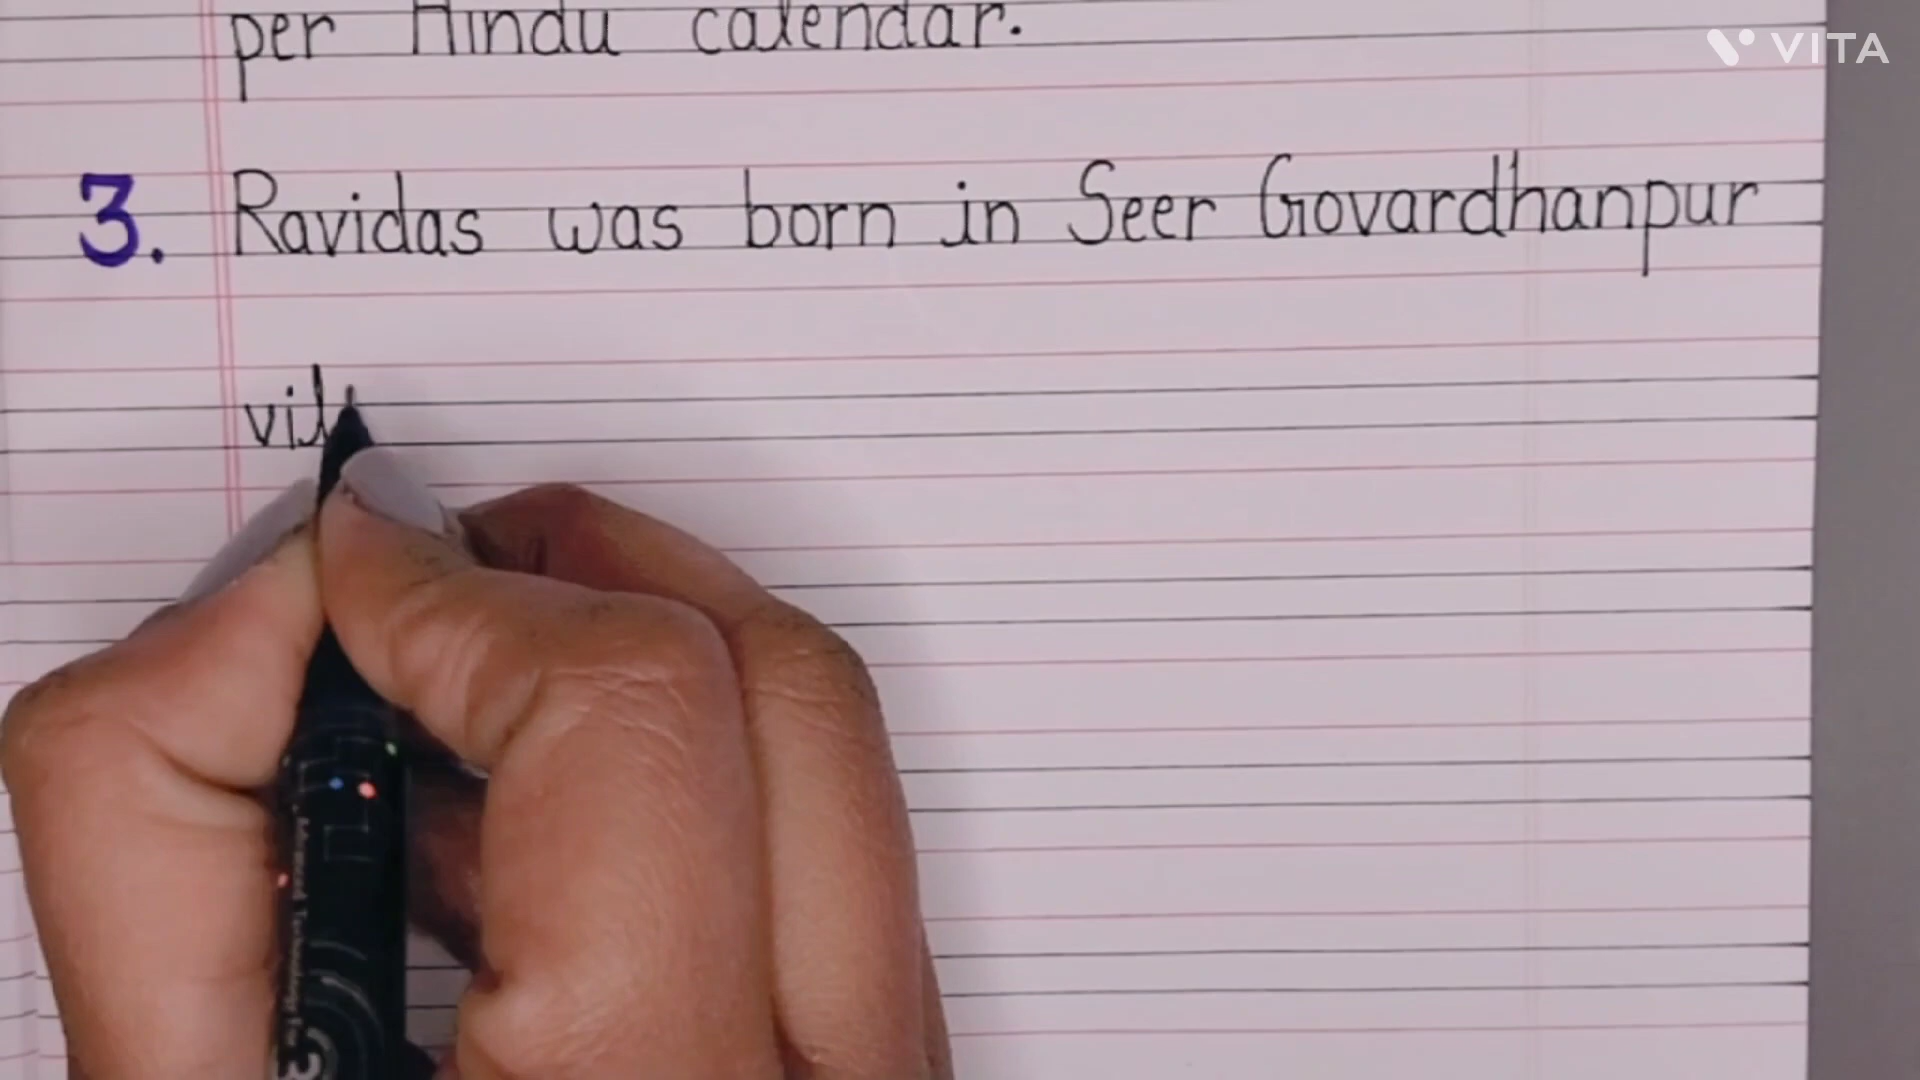 per Hindu calendar.
VITA
3. Ravidas was born in Seer Govardhanpur
vil